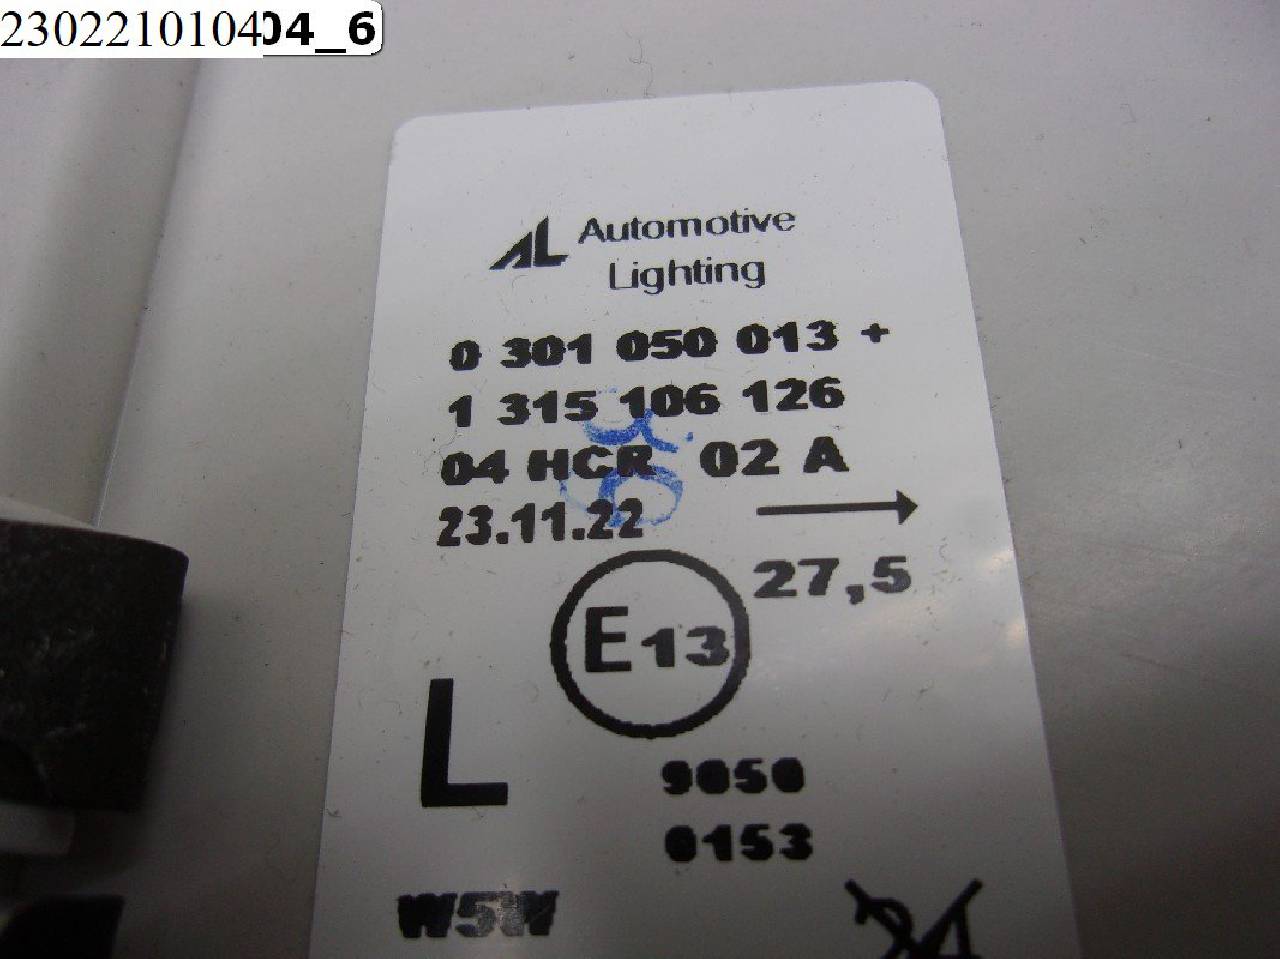 230221010404_6
AL Automotive
Lighting
0 301 050 013 +
1 315 106 126
04 HCR 02 A
23.11.22
27,5
E13
L
9050
0153
W5W